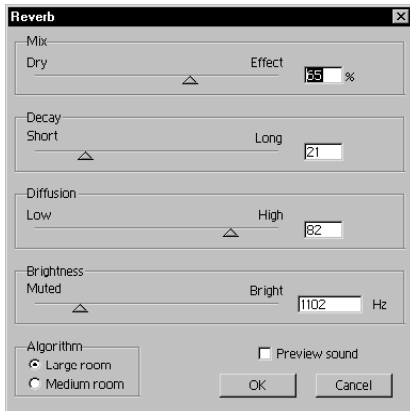 Reverb
Mix
Dry Effect 65 %
Decay
Short Long 21
Diffusion
Low High 82
Brightness
Muted Bright 1102 Hz
Algorithm
Large room
Medium room
Preview sound
OK Cancel